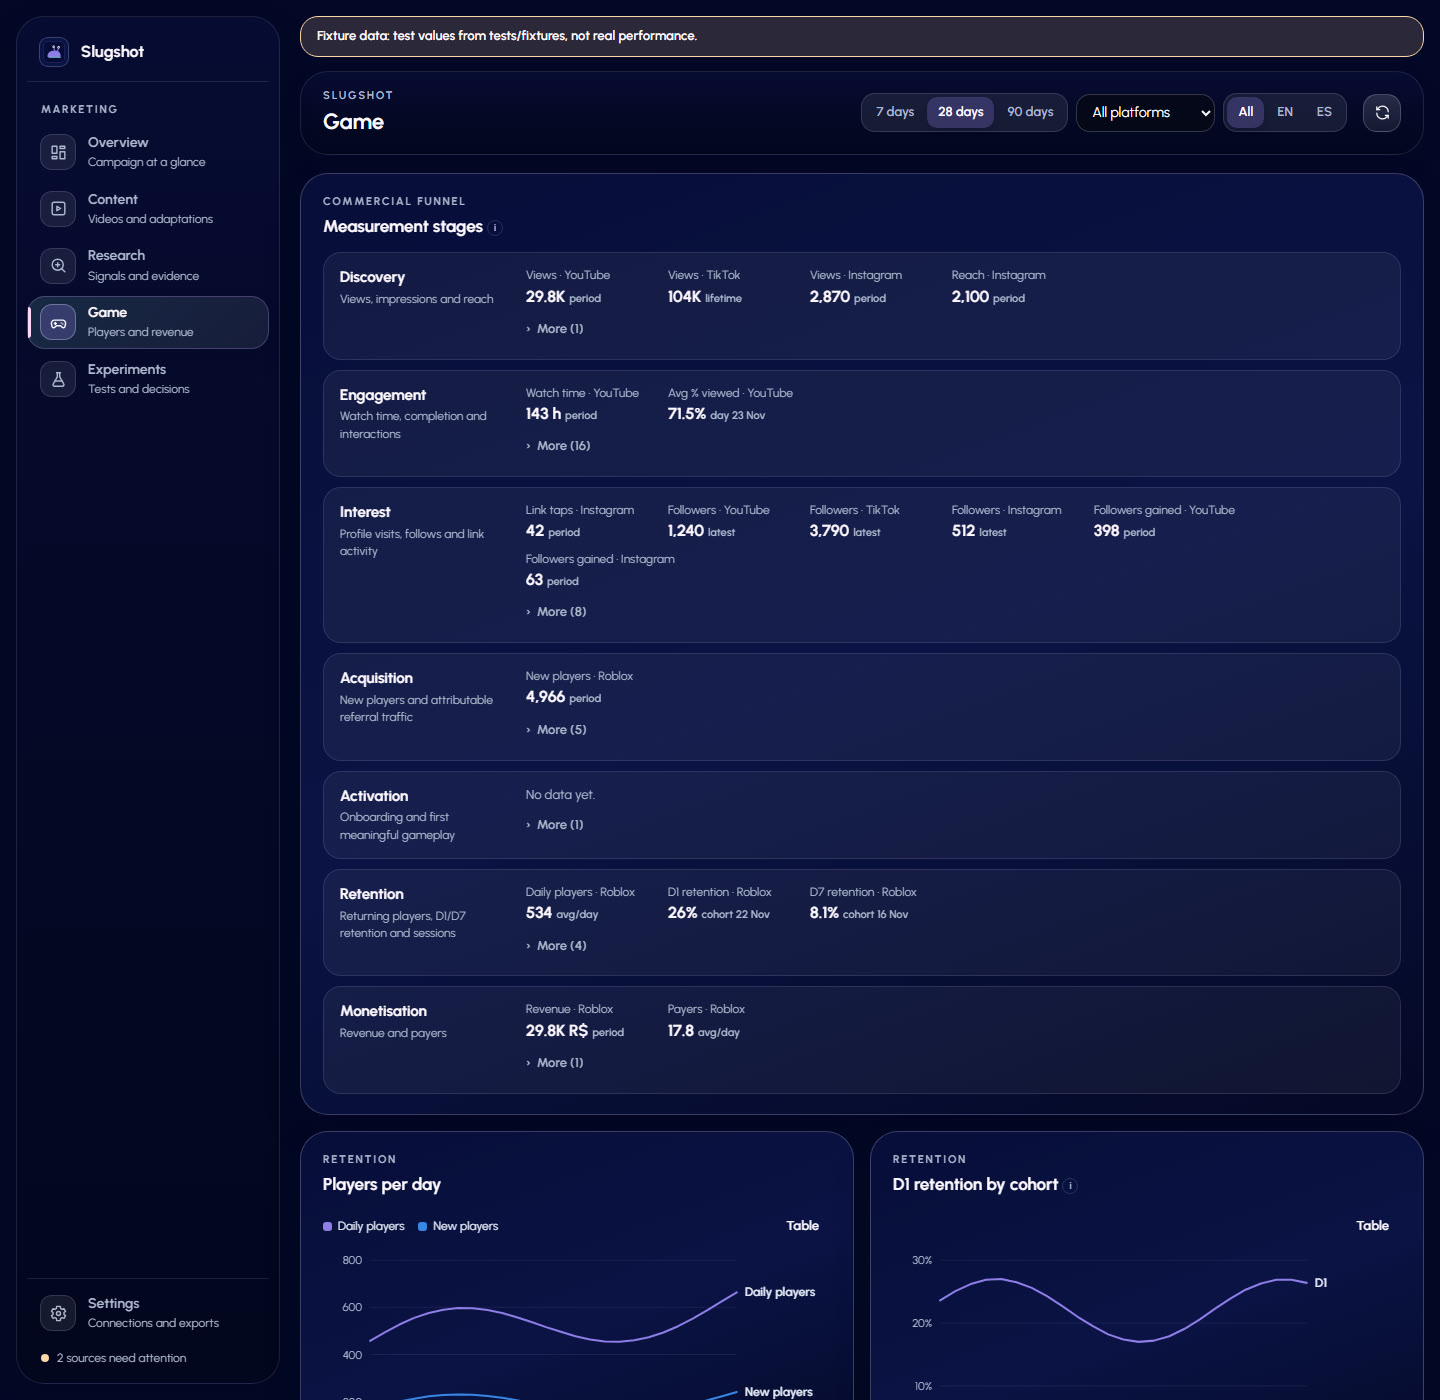 Slugshot
MARKETING
Overview
Campaign at a glance
Content
Videos and adaptations
Research
Signals and evidence
Game
Players and revenue
Experiments
Tests and decisions
Settings
Connections and exports
2 sources need attention
Fixture data: test values from tests/fixtures, not real performance.
SLUGSHOT
Game
7 days 28 days 90 days All platforms All EN ES
COMMERCIAL FUNNEL
Measurement stages i
Discovery
Views, impressions and reach
Views · YouTube Views · TikTok Views · Instagram Reach · Instagram
29.8K period 104K lifetime 2,870 period 2,100 period
› More (1)
Engagement
Watch time, completion and
interactions
Watch time · YouTube Avg % viewed · YouTube
143 h period 71.5% day 23 Nov
› More (16)
Interest
Profile visits, follows and link
activity
Link taps · Instagram Followers · YouTube Followers · TikTok Followers · Instagram Followers gained · YouTube
42 period 1,240 latest 3,790 latest 512 latest 398 period
Followers gained · Instagram
63 period
› More (8)
Acquisition
New players and attributable
referral traffic
New players · Roblox
4,966 period
› More (5)
Activation
Onboarding and first
meaningful gameplay
No data yet.
› More (1)
Retention
Returning players, D1/D7
retention and sessions
Daily players · Roblox D1 retention · Roblox D7 retention · Roblox
534 avg/day 26% cohort 22 Nov 8.1% cohort 16 Nov
› More (4)
Monetisation
Revenue and payers
Revenue · Roblox Payers · Roblox
29.8K R$ period 17.8 avg/day
› More (1)
RETENTION
Players per day
Daily players New players Table
800
600
400
Daily players
New players
RETENTION
D1 retention by cohort i
Table
30%
20%
10%
D1